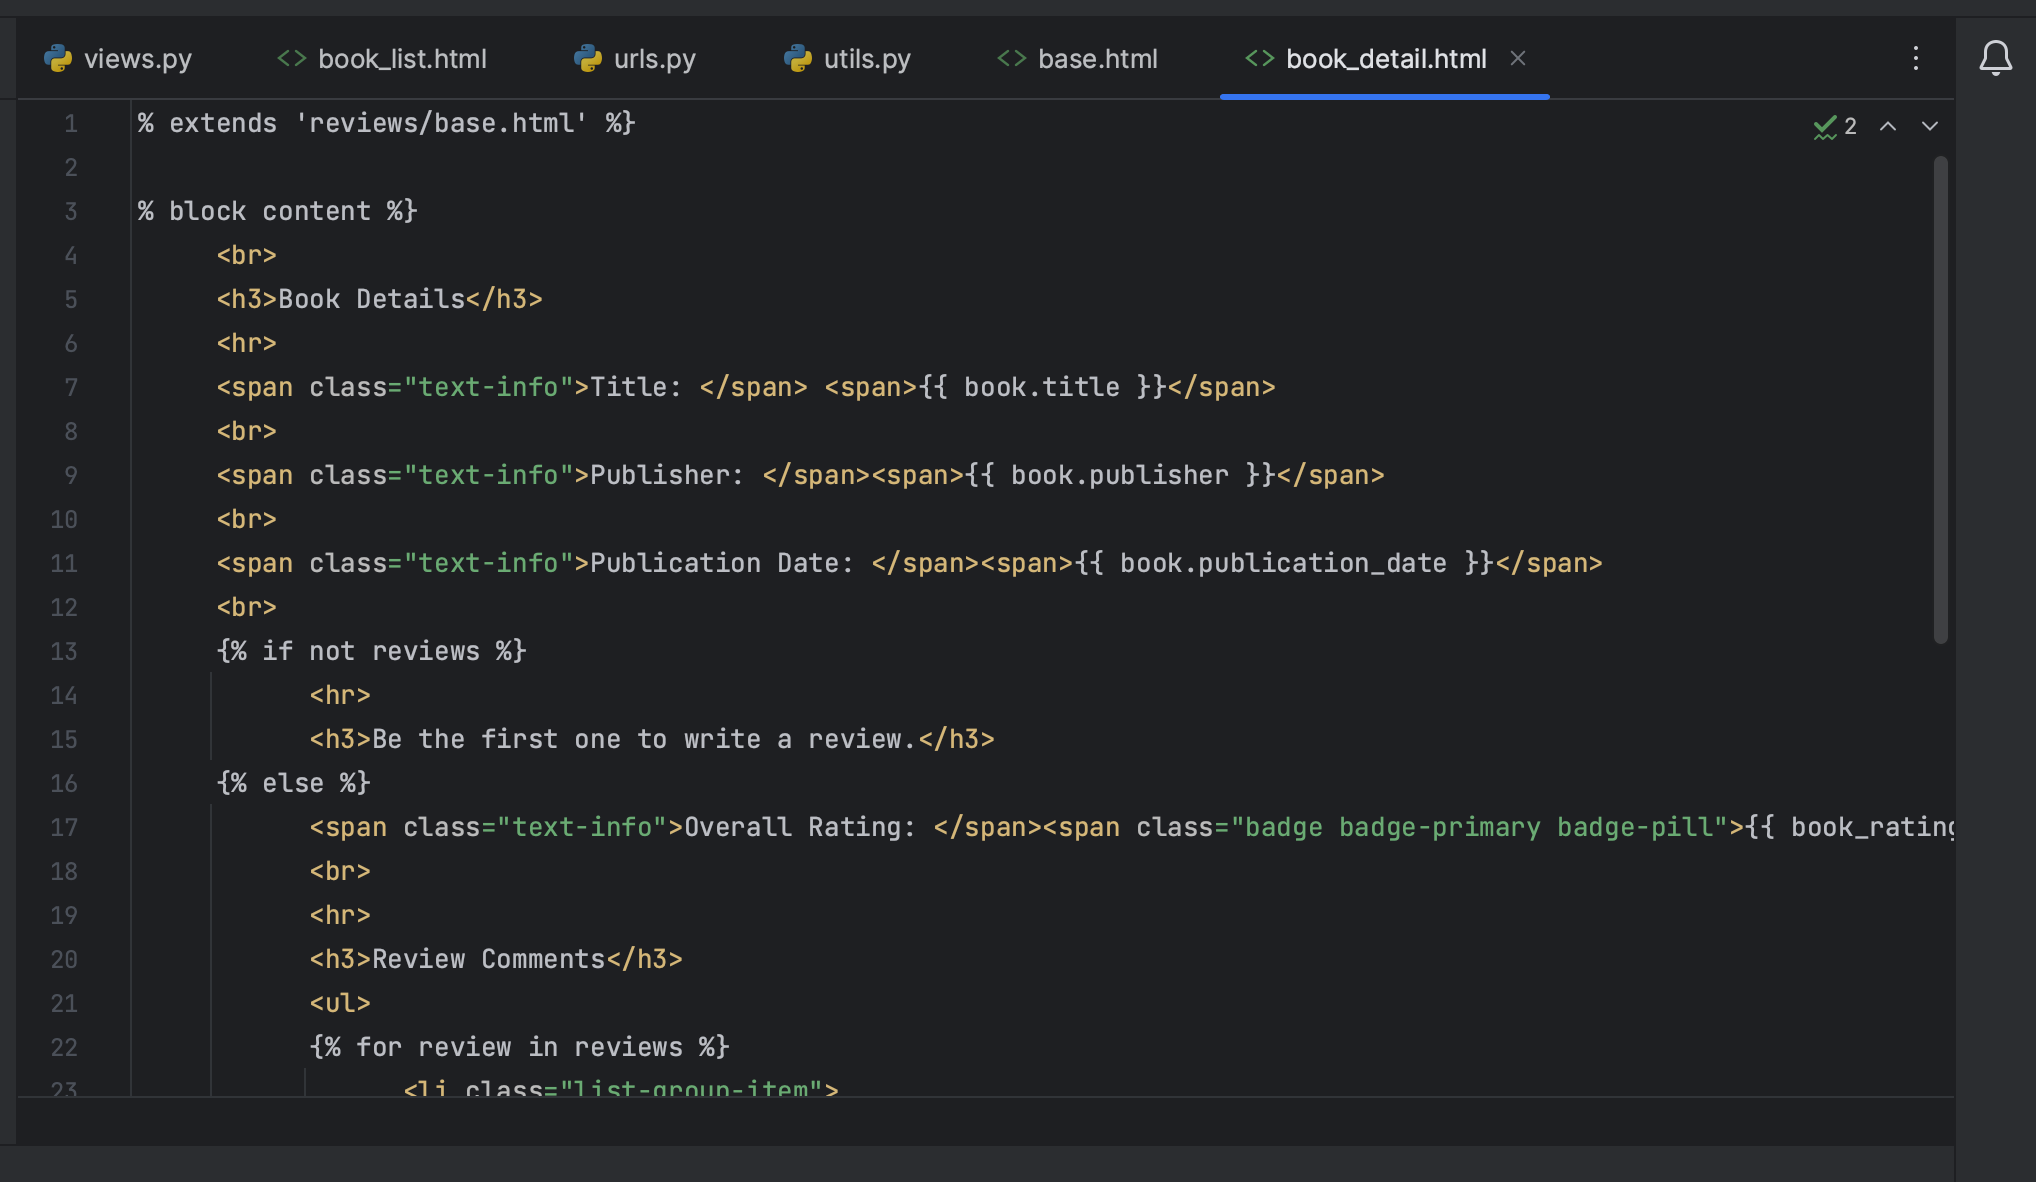 views.py book_list.html urls.py utils.py base.html book_detail.html
2
1 % extends 'reviews/base.html' %}
2
3 % block content %}
4 <br>
5 <h3>Book Details</h3>
6 <hr>
7 <span class="text-info">Title: </span> <span>{{ book.title }}</span>
8 <br>
9 <span class="text-info">Publisher: </span><span>{{ book.publisher }}</span>
10 <br>
11 <span class="text-info">Publication Date: </span><span>{{ book.publication_date }}</span>
12 <br>
13 {% if not reviews %}
14 <hr>
15 <h3>Be the first one to write a review.</h3>
16 {% else %}
17 <span class="text-info">Overall Rating: </span><span class="badge badge-primary badge-pill">{{ book_rating
18 <br>
19 <hr>
20 <h3>Review Comments</h3>
21 <ul>
22 {% for review in reviews %}
23 <li class="list-group-item">